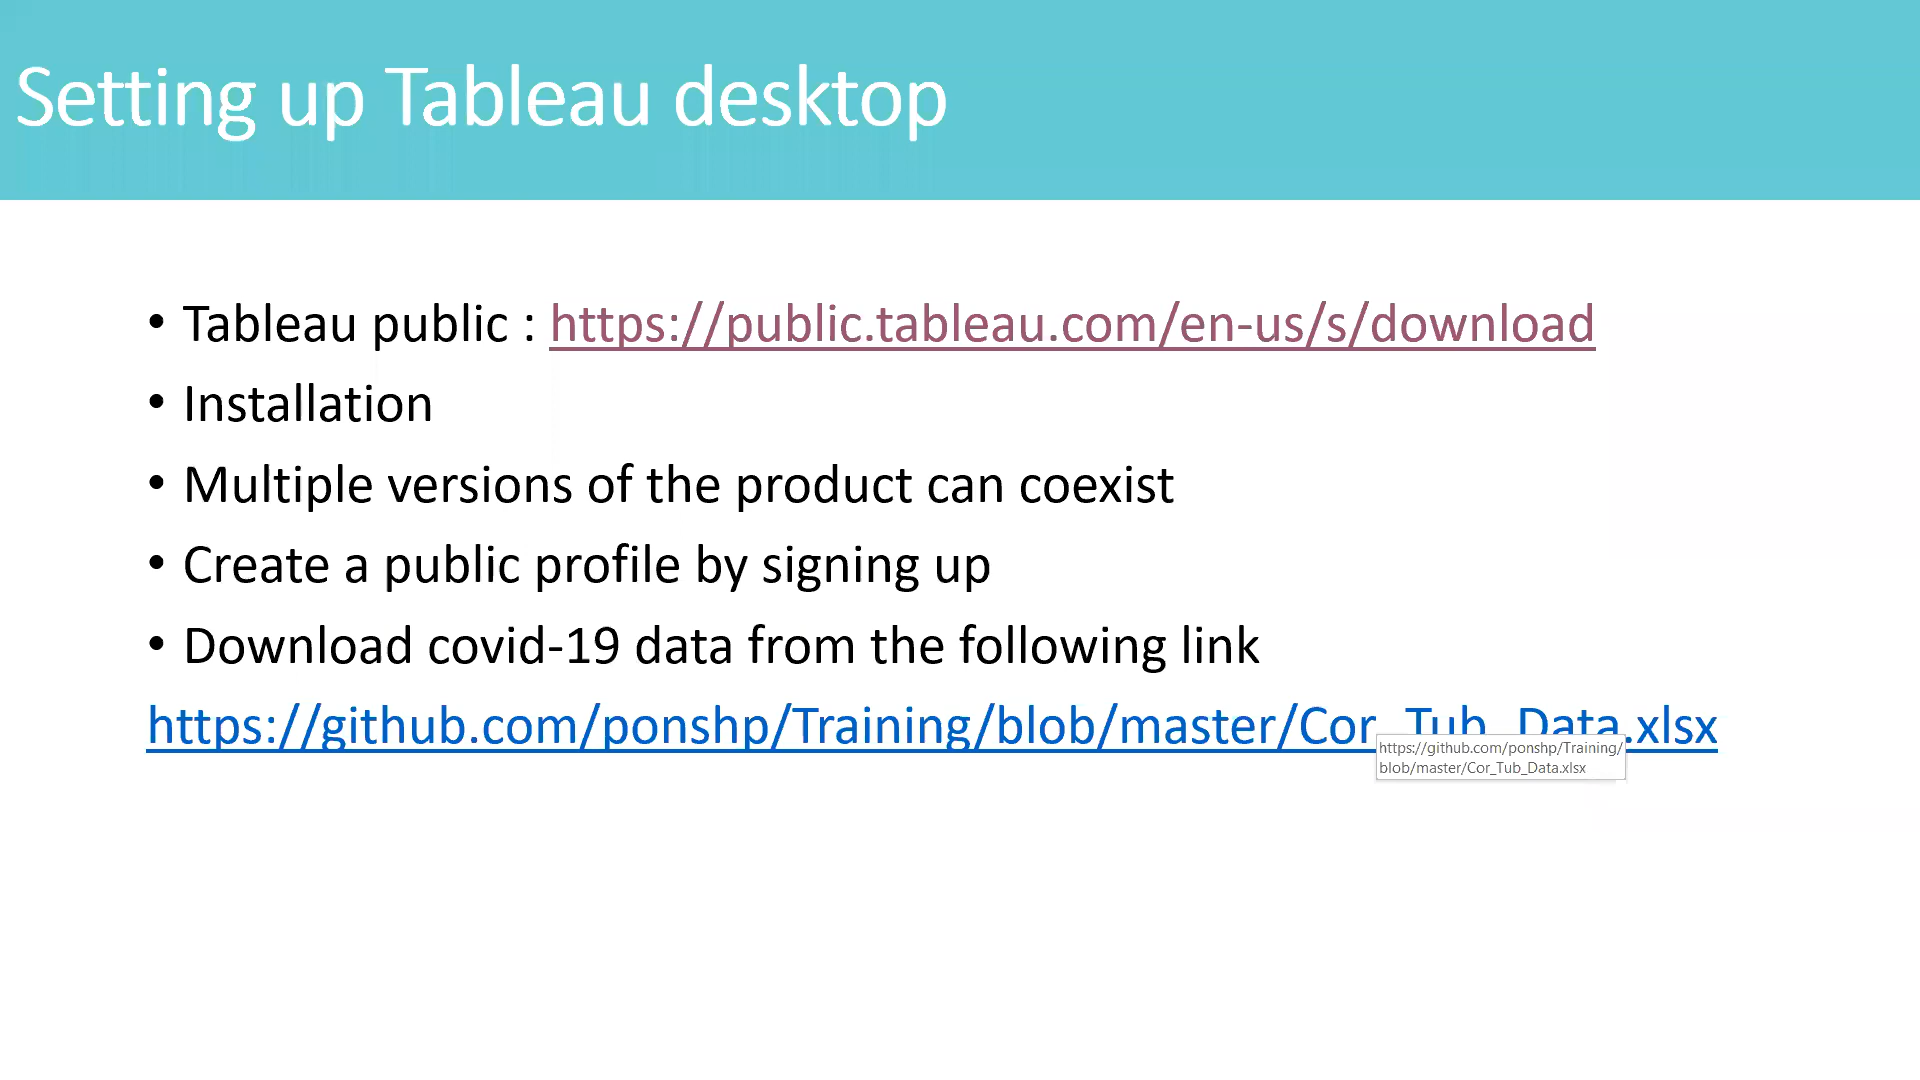 Setting up Tableau desktop
• Tableau public : https://public.tableau.com/en-us/s/download
• Installation
• Multiple versions of the product can coexist
• Create a public profile by signing up
• Download covid-19 data from the following link
https://github.com/ponshp/Training/blob/master/Cor_Tub_Data.xlsx
https://github.com/ponshp/Training/
blob/master/Cor_Tub_Data.xlsx